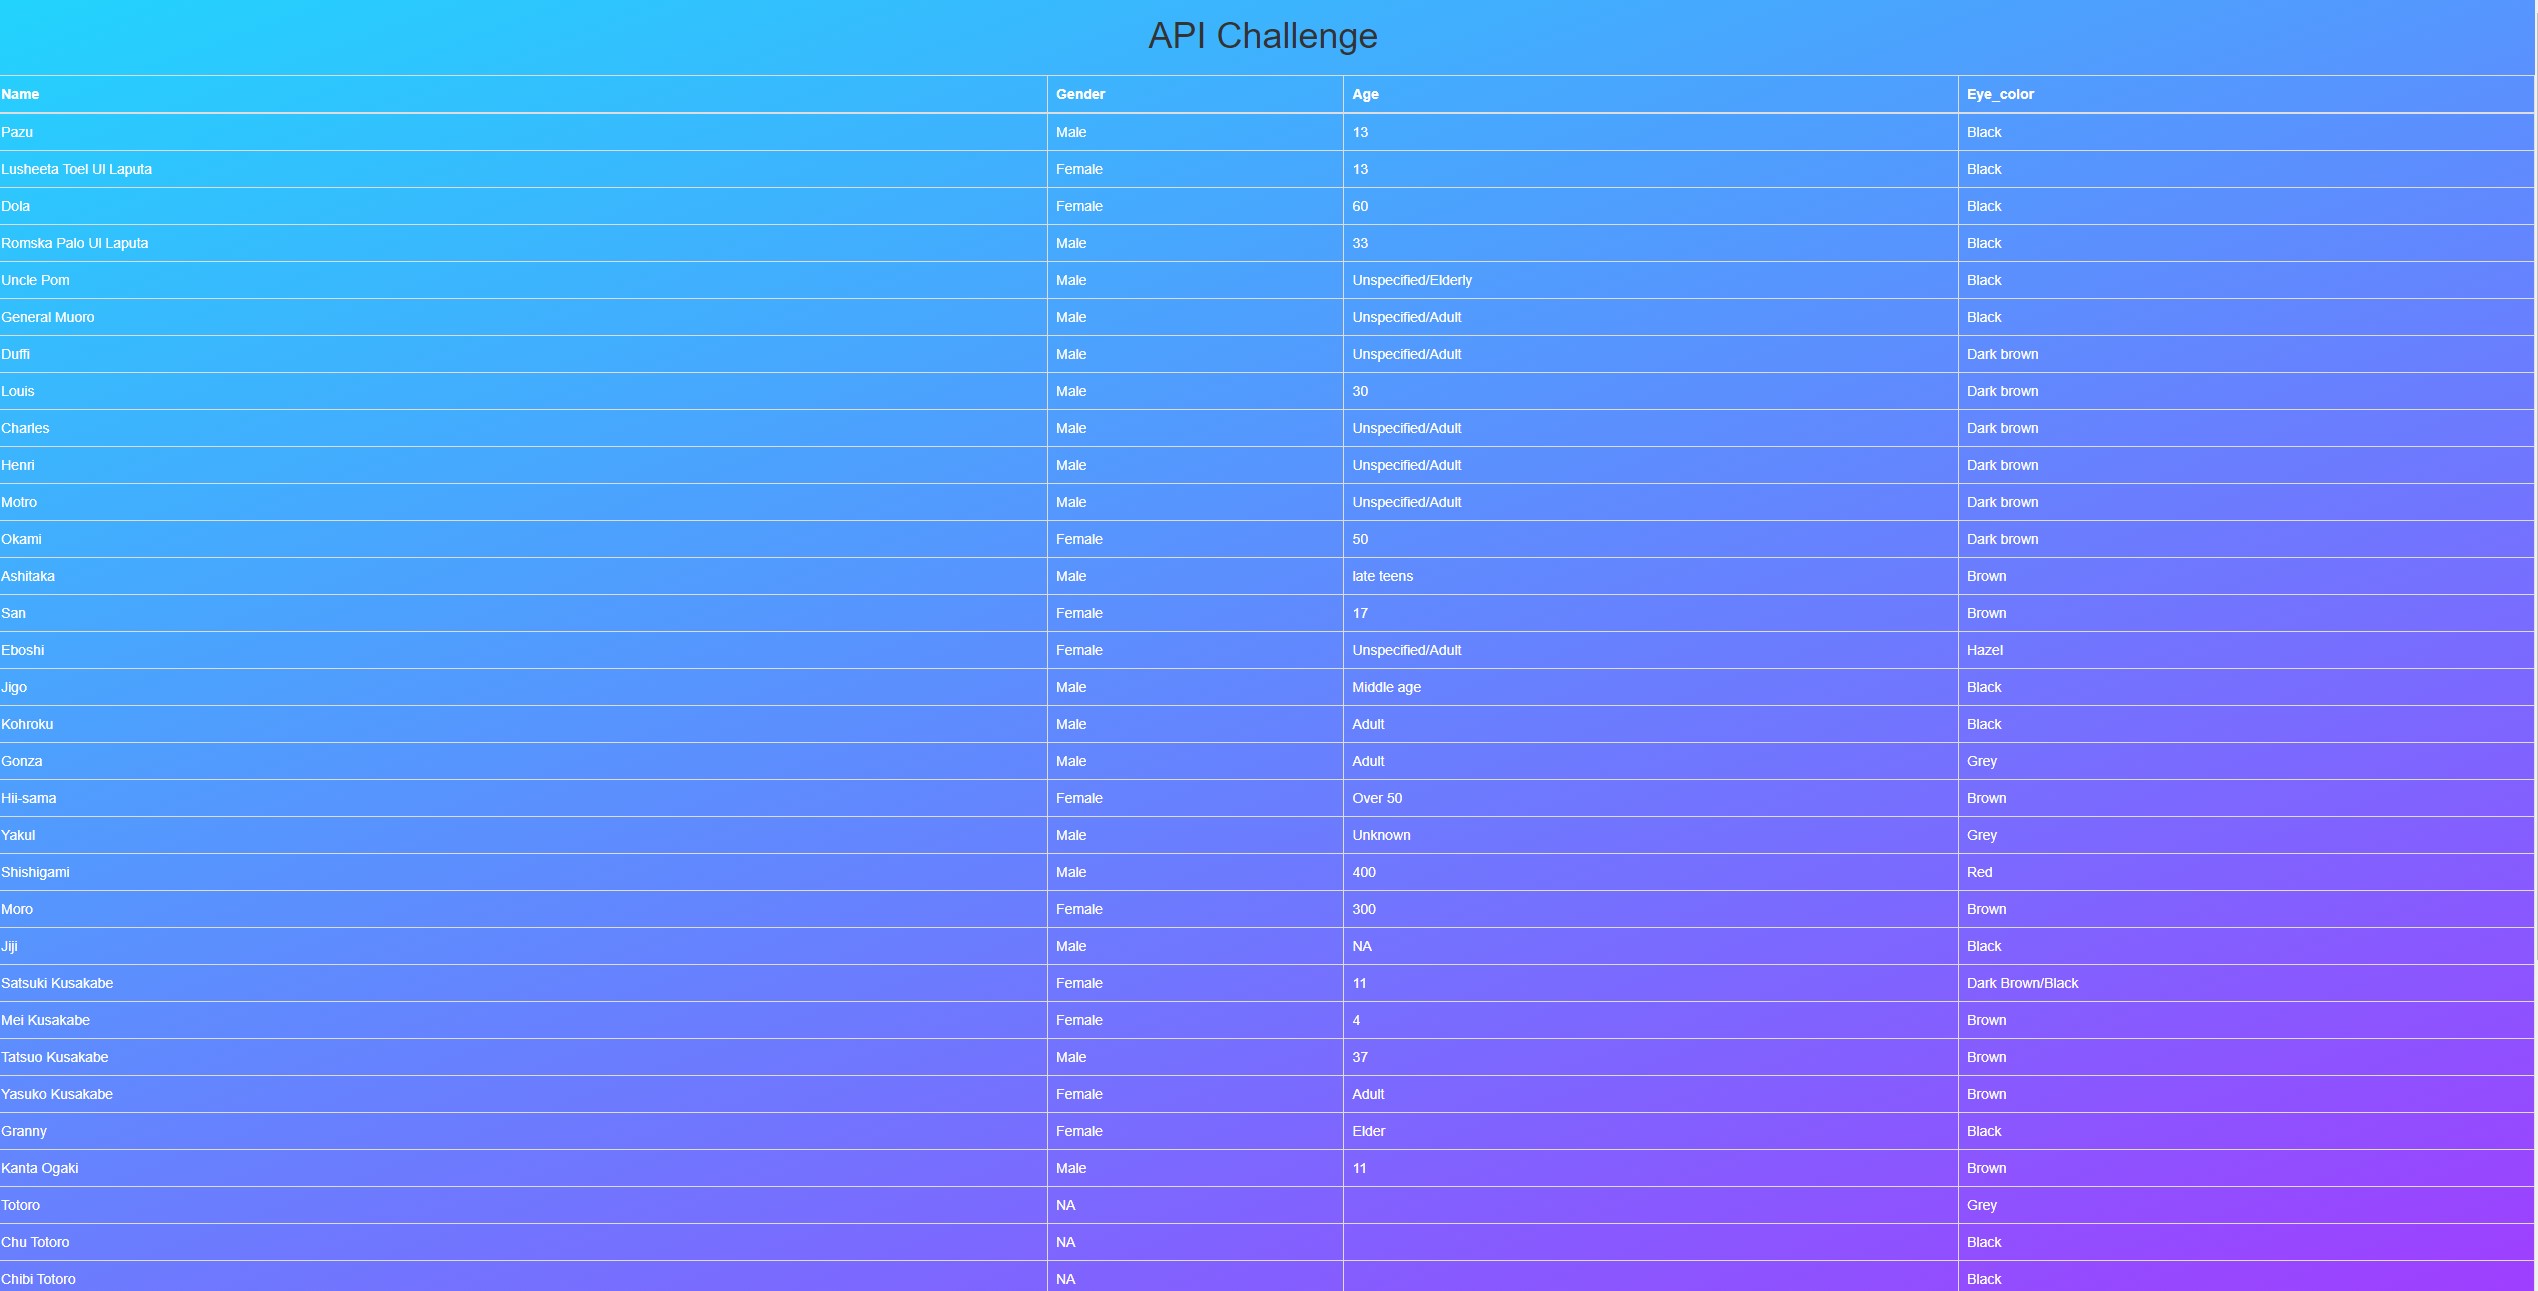 API Challenge
Name Gender Age Eye_color
Pazu Male 13 Black
Lusheeta Toel Ul Laputa Female 13 Black
Dola Female 60 Black
Romska Palo Ul Laputa Male 33 Black
Uncle Pom Male Unspecified/Elderly Black
General Muoro Male Unspecified/Adult Black
Duffi Male Unspecified/Adult Dark brown
Louis Male 30 Dark brown
Charles Male Unspecified/Adult Dark brown
Henri Male Unspecified/Adult Dark brown
Motro Male Unspecified/Adult Dark brown
Okami Female 50 Dark brown
Ashitaka Male late teens Brown
San Female 17 Brown
Eboshi Female Unspecified/Adult Hazel
Jigo Male Middle age Black
Kohroku Male Adult Black
Gonza Male Adult Grey
Hii-sama Female Over 50 Brown
Yakul Male Unknown Grey
Shishigami Male 400 Red
Moro Female 300 Brown
Jiji Male NA Black
Satsuki Kusakabe Female 11 Dark Brown/Black
Mei Kusakabe Female 4 Brown
Tatsuo Kusakabe Male 37 Brown
Yasuko Kusakabe Female Adult Brown
Granny Female Elder Black
Kanta Ogaki Male 11 Brown
Totoro NA Grey
Chu Totoro NA Black
Chibi Totoro NA Black